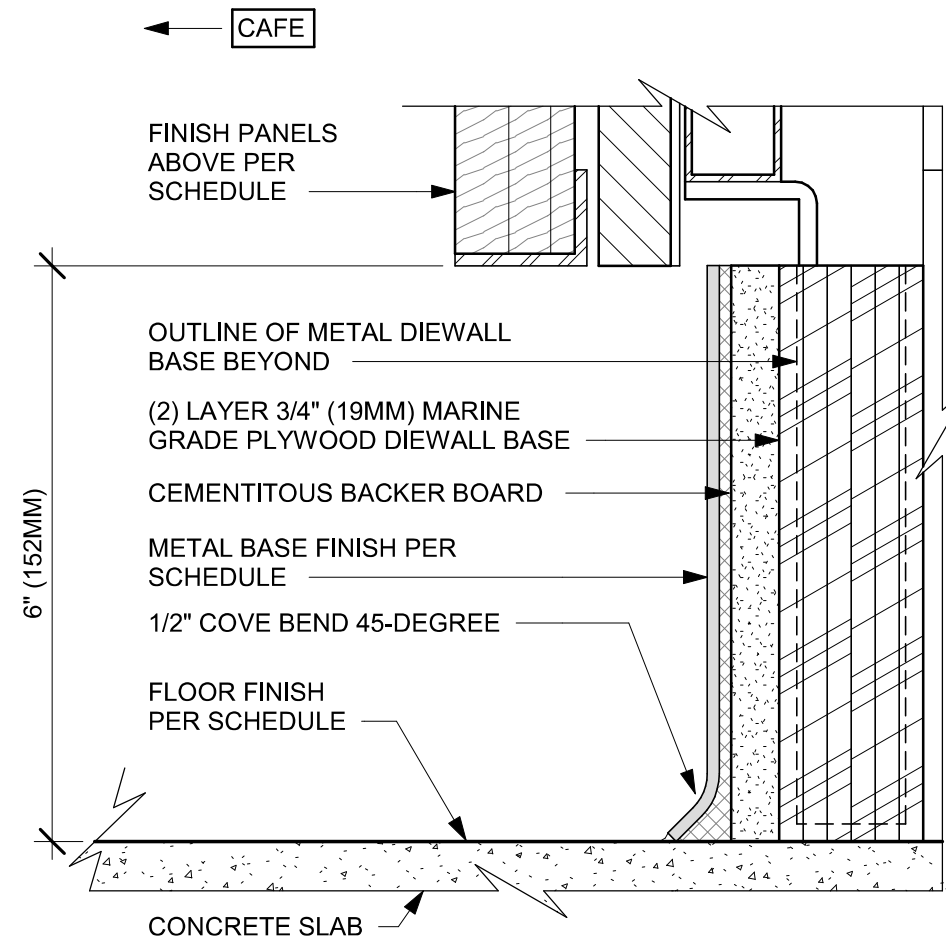 CAFE
FINISH PANELS
ABOVE PER
SCHEDULE
OUTLINE OF METAL DIEWALL
BASE BEYOND
(2) LAYER 3/4" (19MM) MARINE
GRADE PLYWOOD DIEWALL BASE
CEMENTITOUS BACKER BOARD
METAL BASE FINISH PER
SCHEDULE
1/2" COVE BEND 45-DEGREE
FLOOR FINISH
PER SCHEDULE
6" (152MM)
CONCRETE SLAB